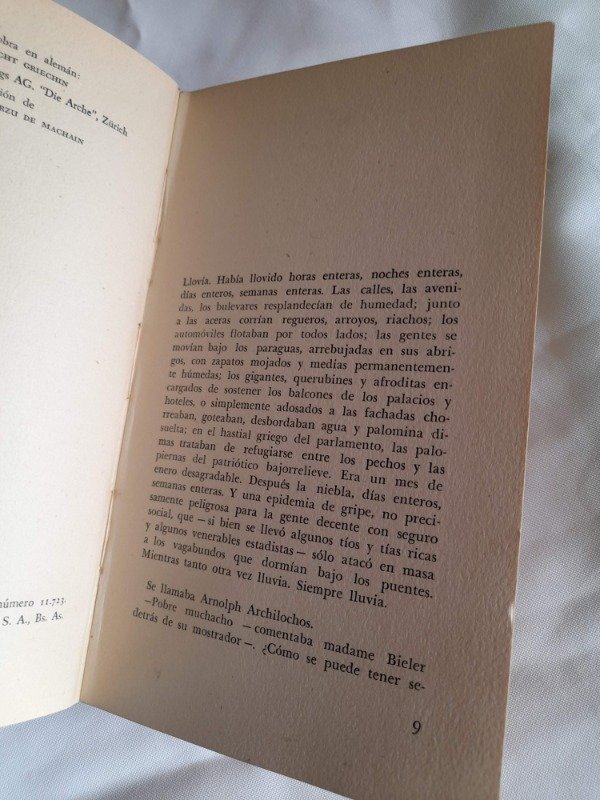 obra en alemán:
CHT GRIECHIN
gs AG. "Die Arche", Zürich
ción de
RZU DE MACHAIN
número 11.723.
S. A., Bs. As.
Llovía. Había llovido horas enteras, noches enteras,
días enteros, semanas enteras. Las calles, las aveni-
das, los bulevares resplandecían de humedad; junto
a las aceras corrían regueros, arroyos, riachos; los
automóviles flotaban por todos lados; las gentes se
movían bajo los paraguas, arrebujadas en sus abri-
gos, con zapatos mojados y medias permanentemen-
te húmedas; los gigantes, querubines y afroditas en-
cargados de sostener los balcones de los palacios y
hoteles, o simplemente adosados a las fachadas cho-
rreaban, goteaban, desbordaban agua y palomina di-
suelta; en el hastial griego del parlamento, las palo-
mas trataban de refugiarse entre los pechos y las
piernas del patriótico bajorrelieve. Era un mes de
enero desagradable. Después la niebla, días enteros,
semanas enteras. Y una epidemia de gripe, no preci-
samente peligrosa para la gente decente con seguro
social, que —si bien se llevó algunos tíos y tías ricas
y algunos venerables estadistas— sólo atacó en masa
a los vagabundos que dormían bajo los puentes.
Mientras tanto otra vez lluvia. Siempre lluvia.
Se llamaba Arnolph Archilochos.
—Pobre muchacho —comentaba madame Bieler
detrás de su mostrador—. ¿Cómo se puede tener se-
9